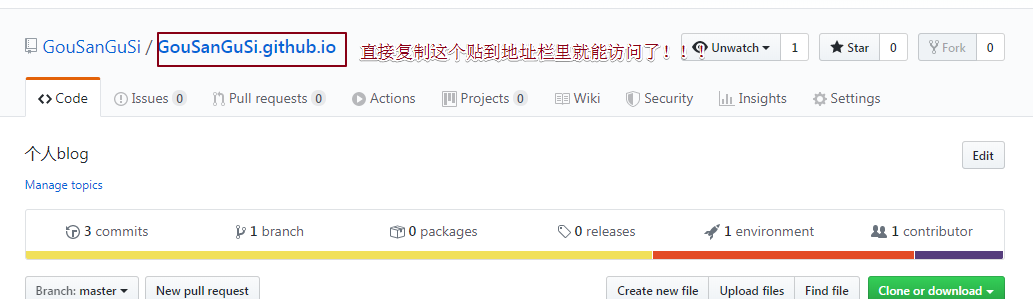 GouSanGuSi / GouSanGuSi.github.io 直接复制这个贴到地址栏里就能访问了！！！ Unwatch 1 Star 0 Fork 0
Code Issues 0 Pull requests 0 Actions Projects 0 Wiki Security Insights Settings
个人blog Edit
Manage topics
3 commits 1 branch 0 packages 0 releases 1 environment 1 contributor
Branch: master New pull request Create new file Upload files Find file Clone or download